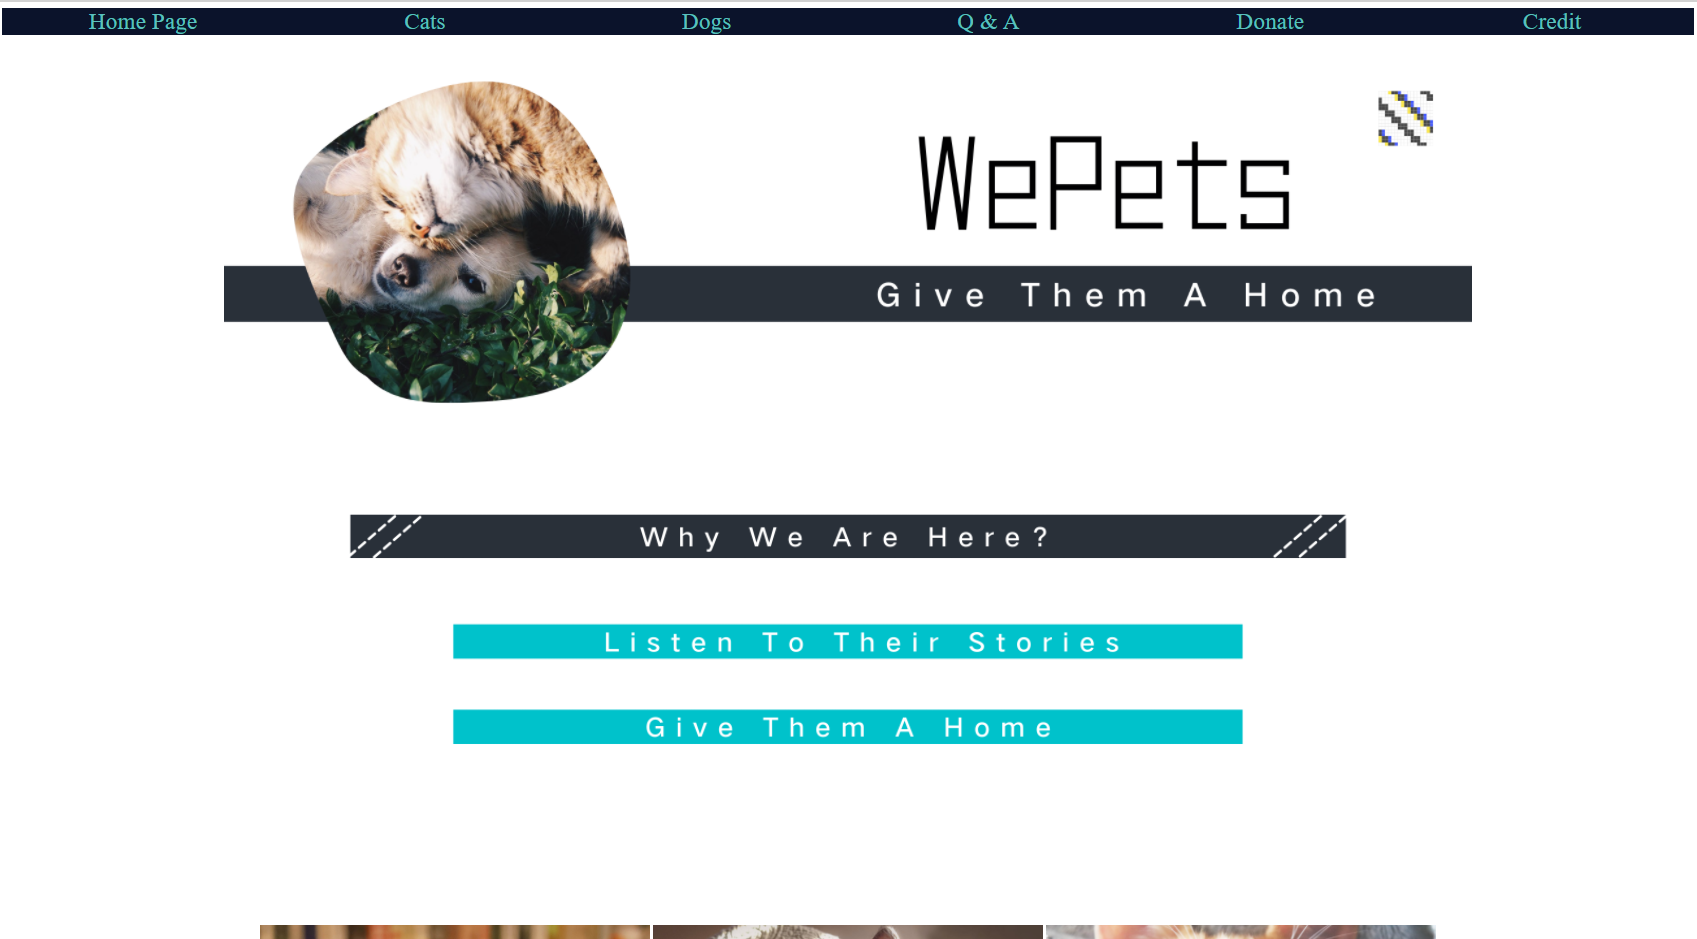 Home Page Cats Dogs Q & A Donate Credit
WePets
Give Them A Home
Why We Are Here?
Listen To Their Stories
Give Them A Home